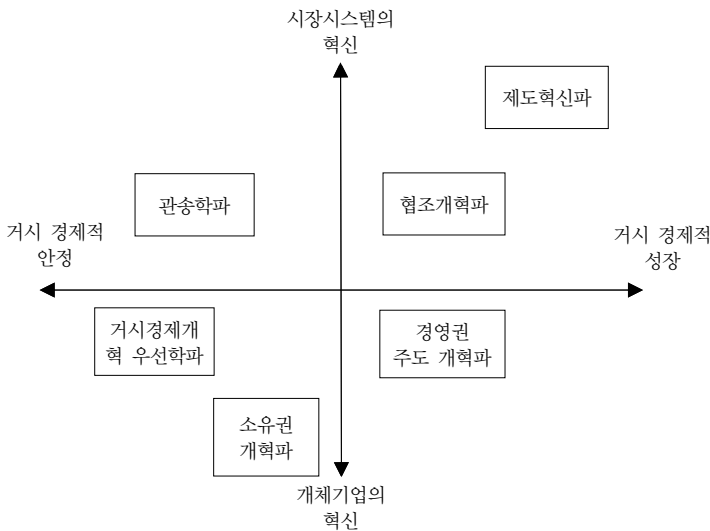 시장시스템의
혁신
제도혁신파
관송학파
협조개혁파
거시 경제적
안정
거시 경제적
성장
거시경제개
혁 우선학파
경영권
주도 개혁파
소유권
개혁파
개체기업의
혁신